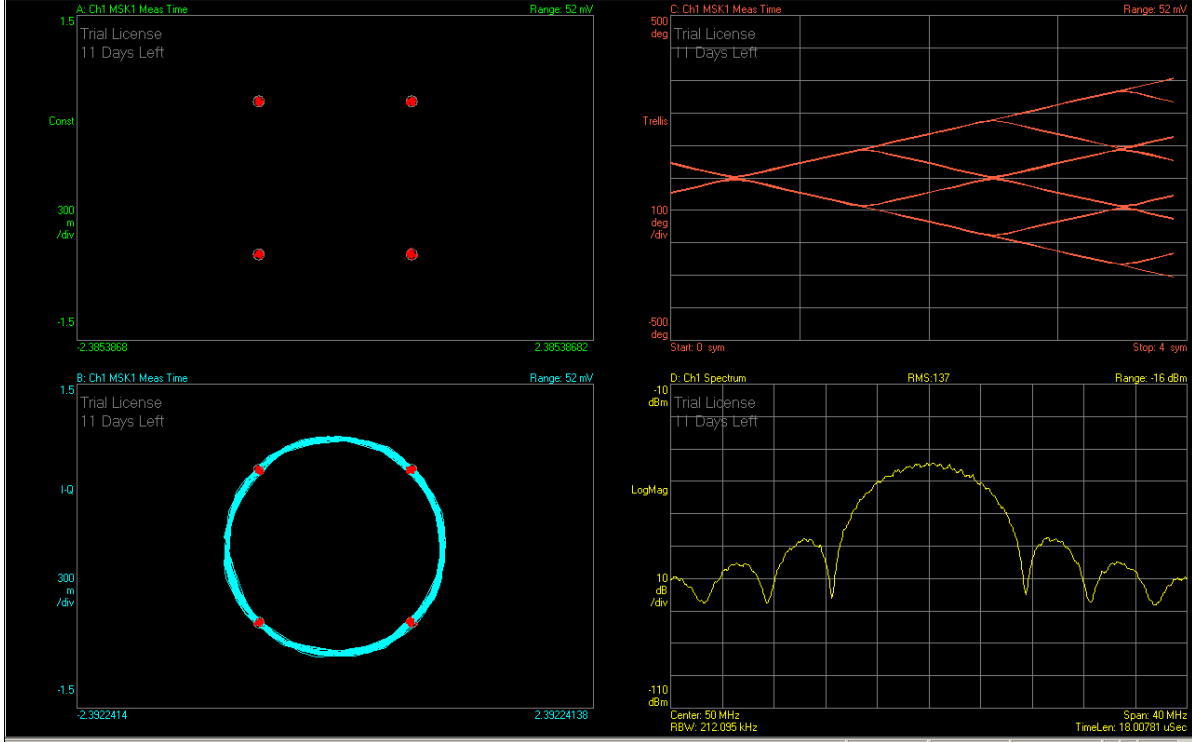 A: Ch1 MSK1 Meas Time Range: 52 mV
1.5
Trial License
11 Days Left
Const
300
m
/div
-1.5
-2.3853868 2.38538682
C: Ch1 MSK1 Meas Time Range: 52 mV
500
deg
Trial License
11 Days Left
Trellis
100
deg
/div
-500
deg
Start: 0 sym Stop: 4 sym
B: Ch1 MSK1 Meas Time Range: 52 mV
1.5
Trial License
11 Days Left
I-Q
300
m
/div
-1.5
-2.3922414 2.39224138
D: Ch1 Spectrum RMS:137 Range: -16 dBm
-10
dBm
Trial License
11 Days Left
LogMag
10
dB
/div
-110
dBm
Center: 50 MHz Span: 40 MHz
RBW: 212.095 kHz TimeLen: 18.00781 uSec